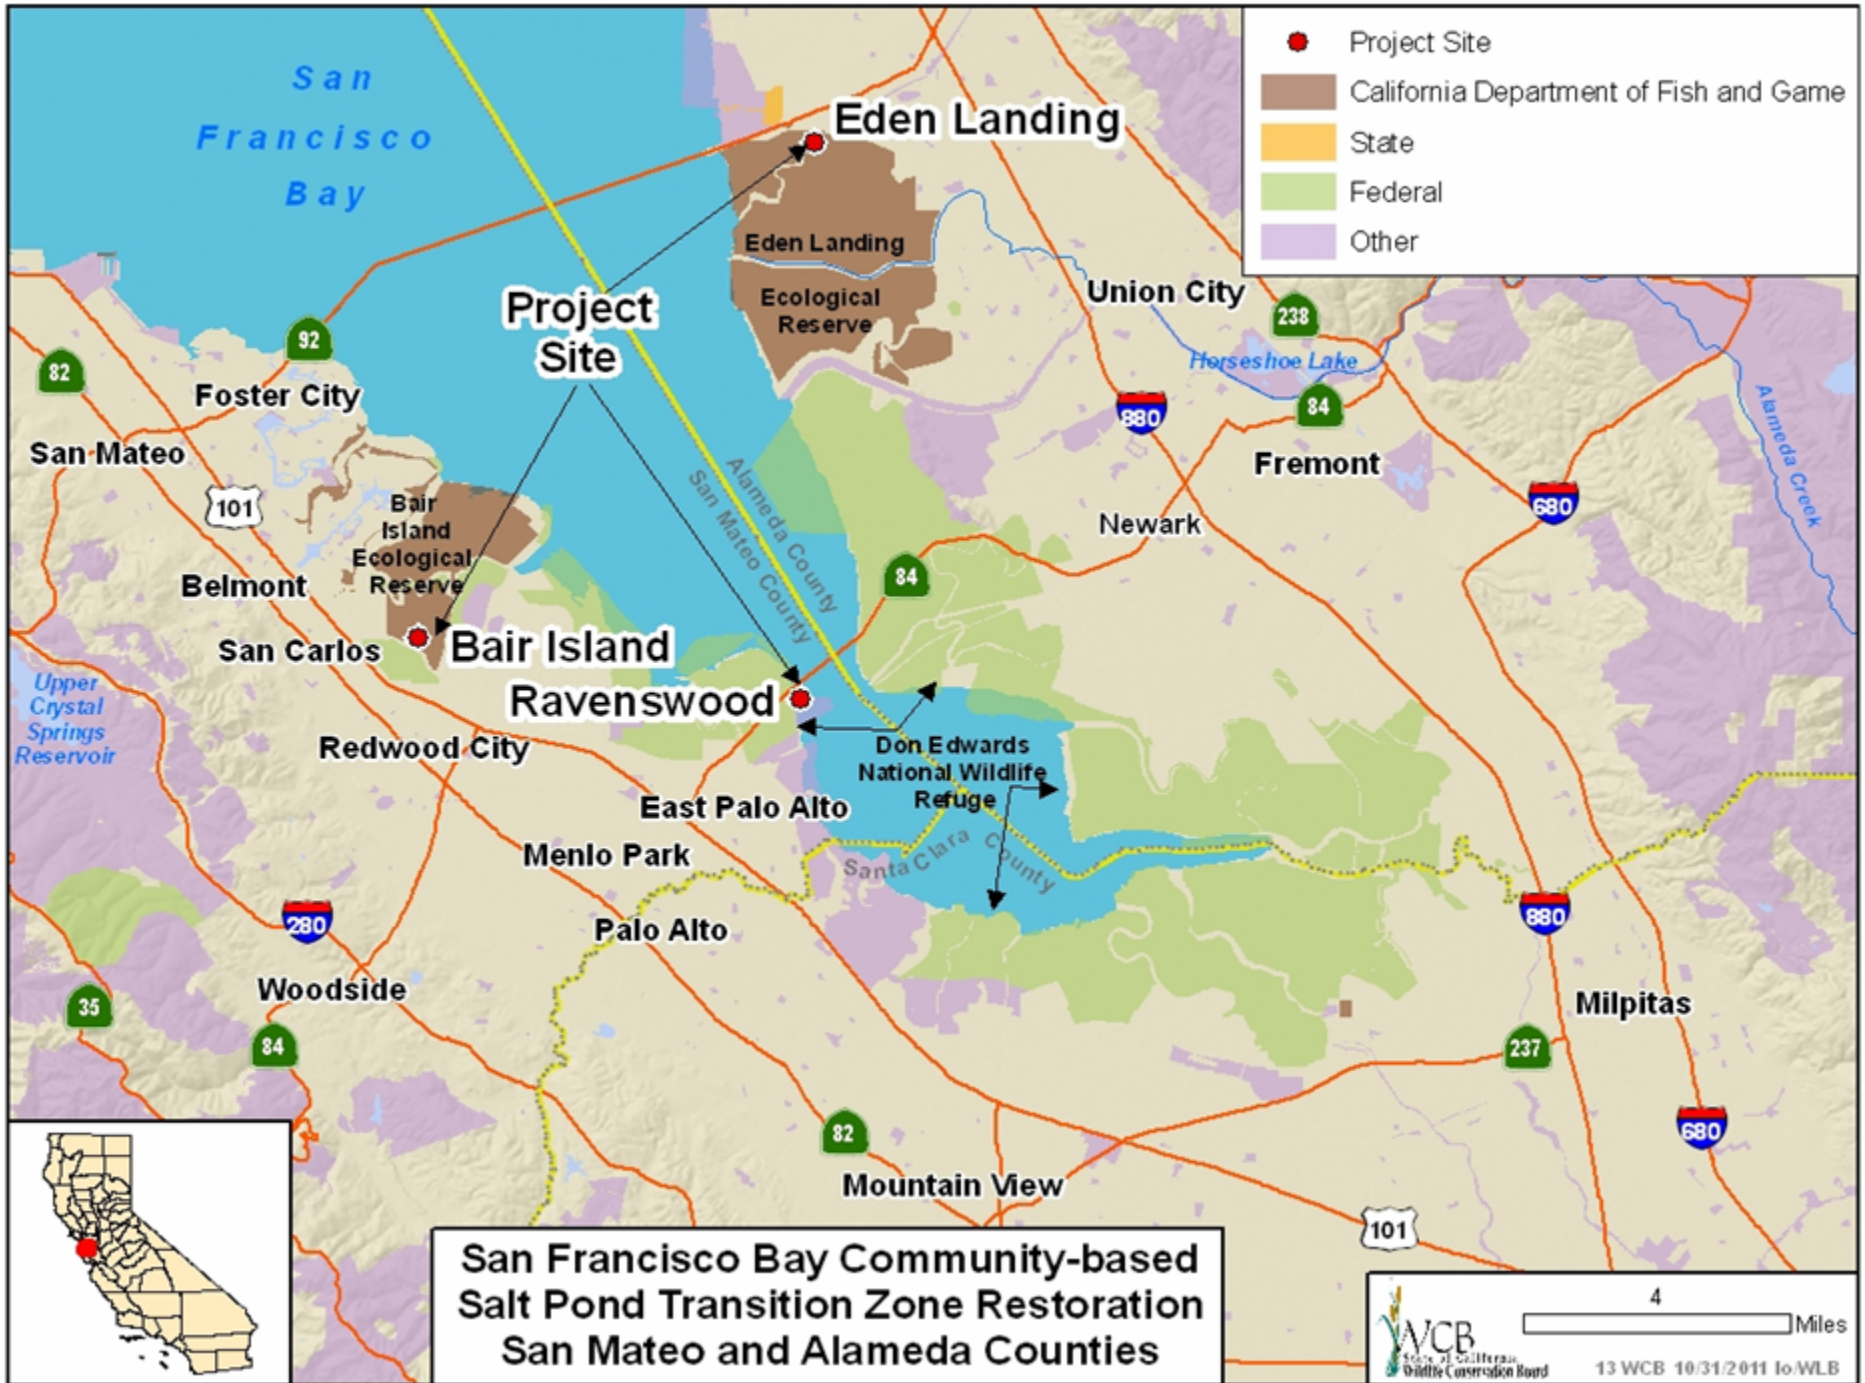 San
Francisco
Bay
Project Site
California Department of Fish and Game
State
Federal
Other
Eden Landing
Eden Landing
Ecological
Reserve
Project
Site
Union City
238
Horseshoe Lake
84
880
Fremont
Alameda Creek
680
Newark
92
82
Foster City
San Mateo
101
Bair
Island
Ecological
Reserve
Belmont
San Carlos
Bair Island
Ravenswood
Alameda County
San Mateo County
84
Upper
Crystal
Springs
Reservoir
Redwood City
Don Edwards
National Wildlife
Refuge
East Palo Alto
Menlo Park
Santa Clara County
Palo Alto
280
880
Woodside
35
84
Milpitas
237
680
82
Mountain View
101
San Francisco Bay Community-based
Salt Pond Transition Zone Restoration
San Mateo and Alameda Counties
WCB
State of California
Wildlife Conservation Board
4
Miles
13 WCB 10/31/2011 lo/WLB